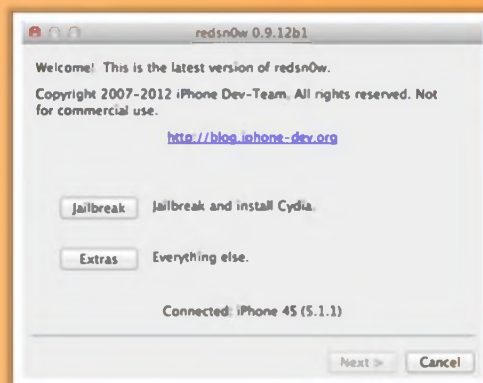 redsn0w 0.9.12b1
Welcome! This is the latest version of redsn0w.
Copyright 2007-2012 iPhone Dev-Team. All rights reserved. Not
for commercial use.
http://blog.iphone-dev.org
Jailbreak
Jailbreak and install Cydia.
Extras
Everything else.
Connected: iPhone 4S (5.1.1)
Next >
Cancel